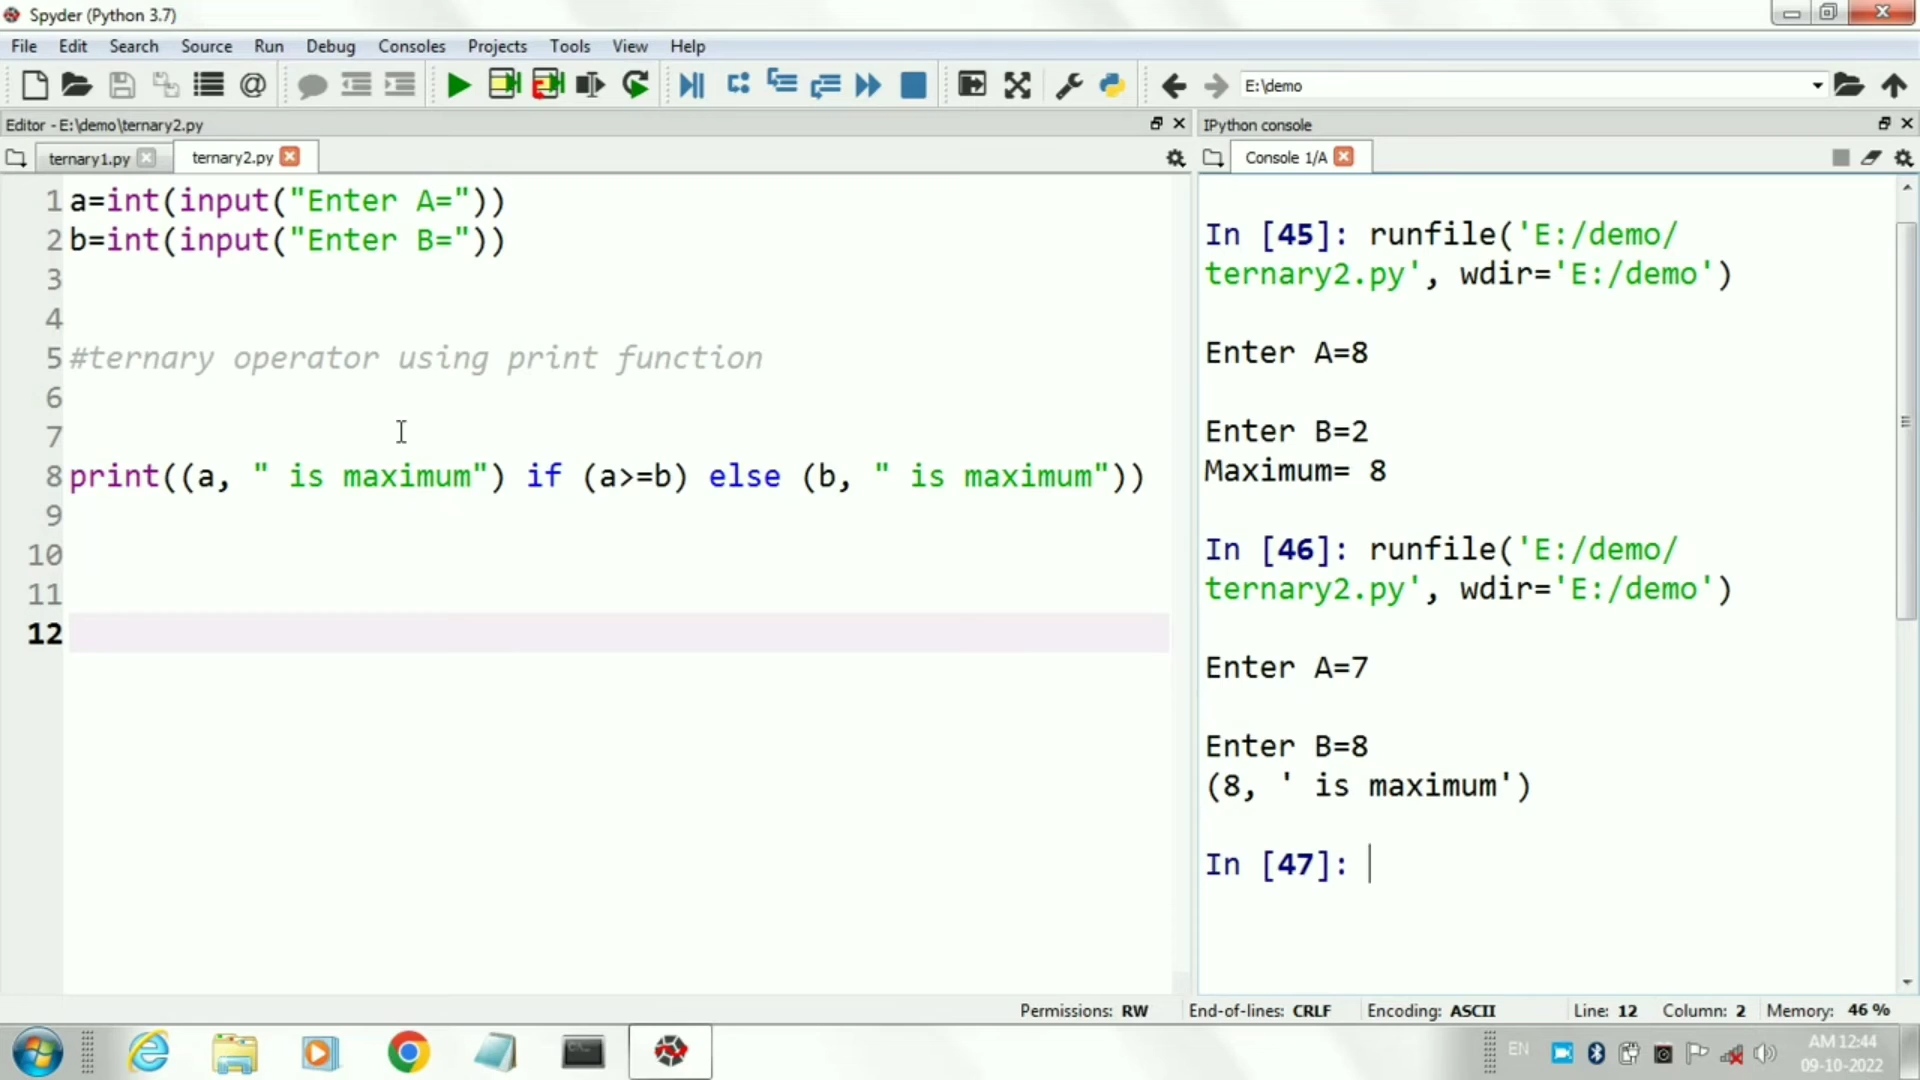 Spyder (Python 3.7)
File Edit Search Source Run Debug Consoles Projects Tools View Help
E:\demo
Editor - E:\demo\ternary2.py
IPython console
ternary1.py ternary2.py
Console 1/A
1 a=int(input("Enter A="))
2 b=int(input("Enter B="))
3
4
5 #ternary operator using print function
6
7
8 print((a, " is maximum") if (a>=b) else (b, " is maximum"))
9
10
11
12
In [45]: runfile('E:/demo/
ternary2.py', wdir='E:/demo')
Enter A=8
Enter B=2
Maximum= 8
In [46]: runfile('E:/demo/
ternary2.py', wdir='E:/demo')
Enter A=7
Enter B=8
(8, ' is maximum')
In [47]:
Permissions: RW End-of-lines: CRLF Encoding: ASCII Line: 12 Column: 2 Memory: 46 %
EN
AM 12:44
09-10-2022